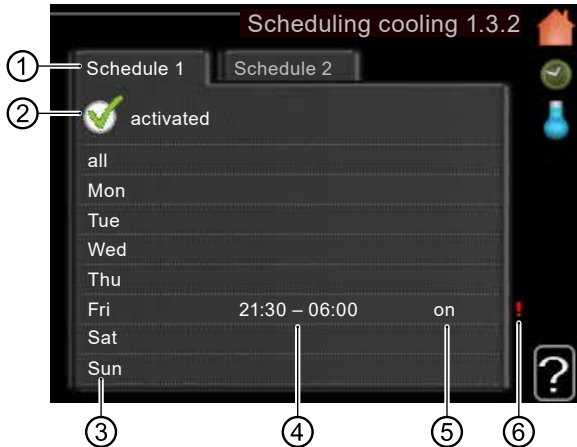 Scheduling cooling 1.3.2
1 Schedule 1 Schedule 2
2 activated
all
Mon
Tue
Wed
Thu
Fri 21:30 – 06:00 on !
Sat
Sun
?
3 4 5 6